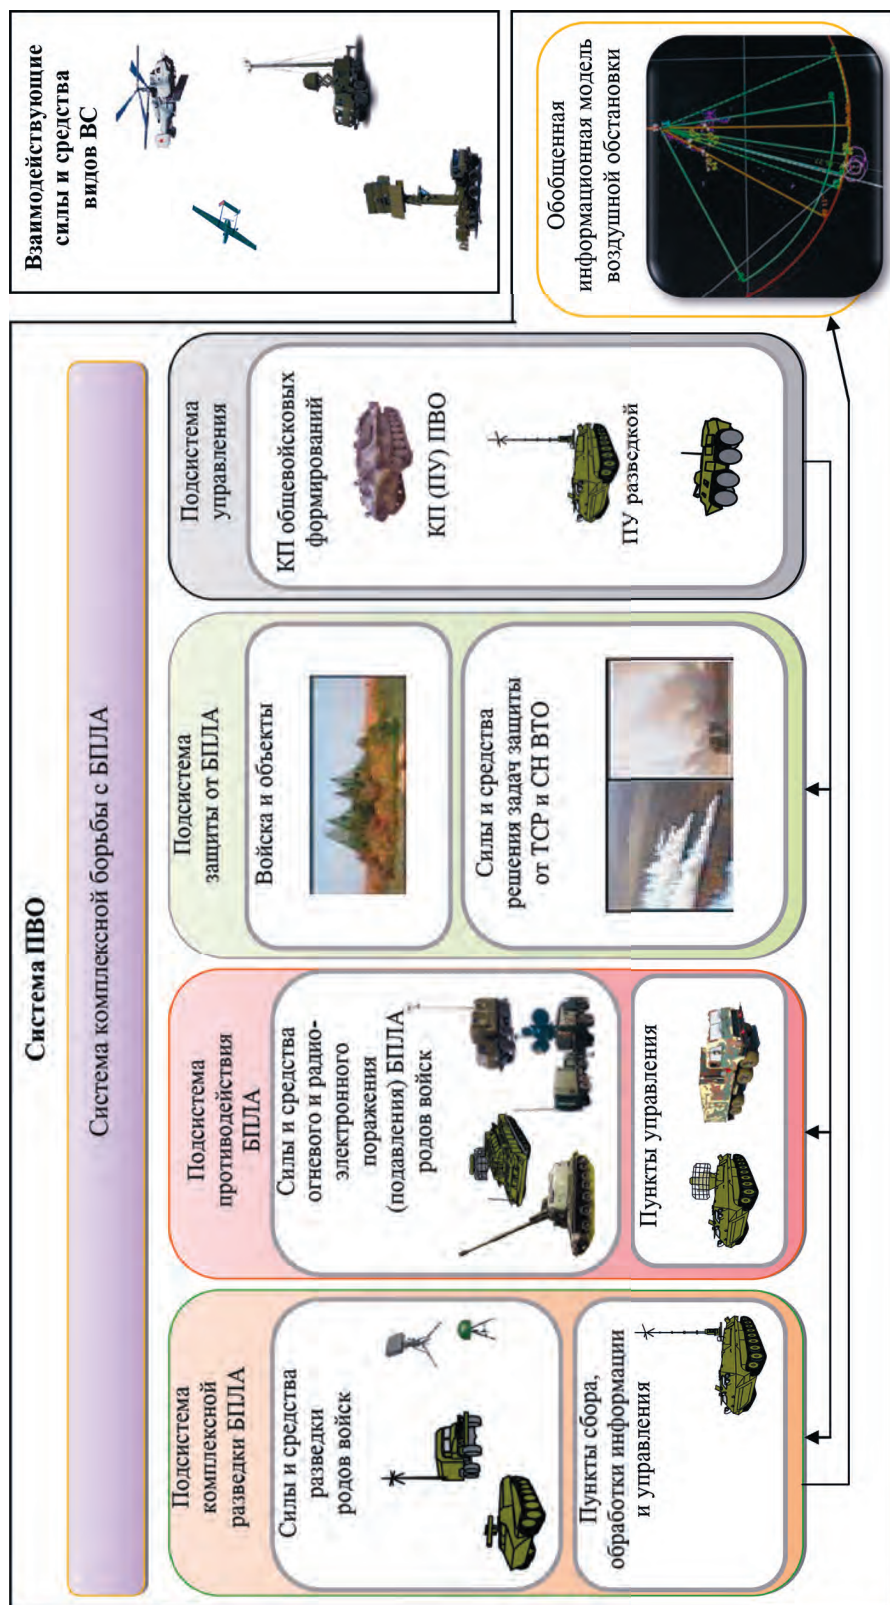 Система ПВО
Система комплексной борьбы с БПЛА
Подсистема
комплексной
разведки БПЛА
Силы и средства
разведки
родов войск
Пункты сбора,
обработки информации
и управления
Подсистема
противодействия
БПЛА
Силы и средства
огневого и радио-
электронного
поражения
(подавления) БПЛА
родов войск
Пункты управления
Подсистема
защиты от БПЛА
Войска и объекты
Силы и средства
решения задач защиты
от ТСР и СН ВТО
Подсистема
управления
КП общевойсковых
формирований
КП (ПУ) ПВО
ПУ разведкой
Взаимодействующие
силы и средства
видов ВС
Обобщенная
информационная модель
воздушной обстановки